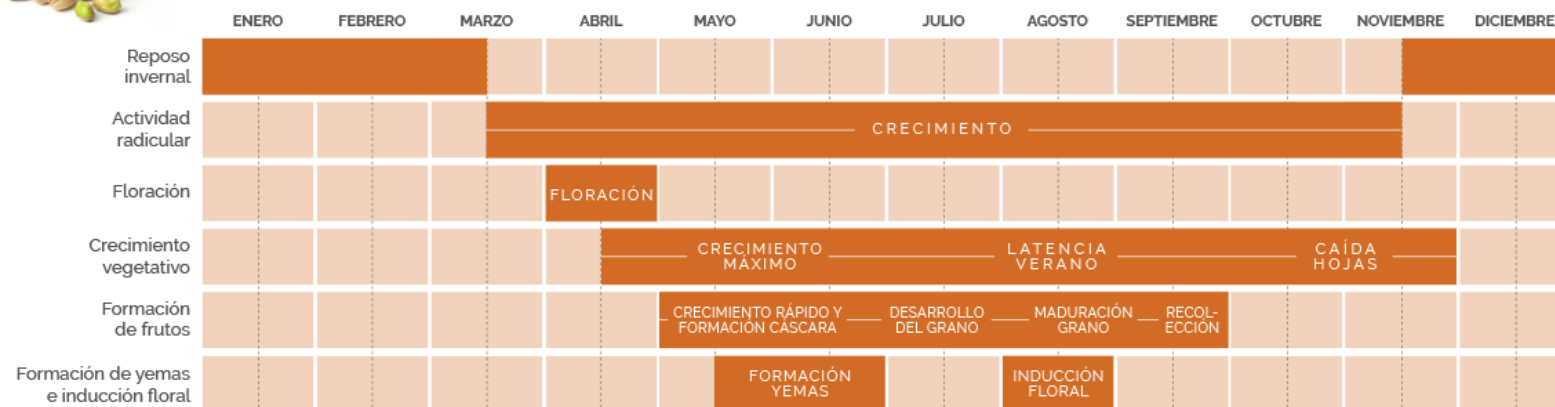 ENERO FEBRERO MARZO ABRIL MAYO JUNIO JULIO AGOSTO SEPTIEMBRE OCTUBRE NOVIEMBRE DICIEMBRE
Reposo
invernal
Actividad
radicular
CRECIMIENTO
Floración
FLORACIÓN
Crecimiento
vegetativo
CRECIMIENTO
MÁXIMO
LATENCIA
VERANO
CAÍDA
HOJAS
Formación
de frutos
CRECIMIENTO RÁPIDO Y
FORMACIÓN CÁSCARA
DESARROLLO
DEL GRANO
MADURACIÓN
GRANO
RECOL-
ECCIÓN
Formación de yemas
e inducción floral
FORMACIÓN
YEMAS
INDUCCIÓN
FLORAL